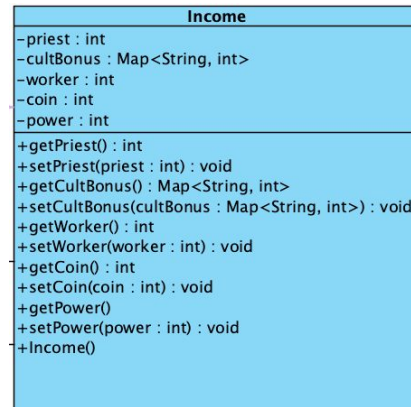 Income
-priest : int
-cultBonus : Map<String, int>
-worker : int
-coin : int
-power : int
+getPriest() : int
+setPriest(priest : int) : void
+getCultBonus() : Map<String, int>
+setCultBonus(cultBonus : Map<String, int>) : void
+getWorker() : int
+setWorker(worker : int) : void
+getCoin() : int
+setCoin(coin : int) : void
+getPower()
+setPower(power : int) : void
+Income()